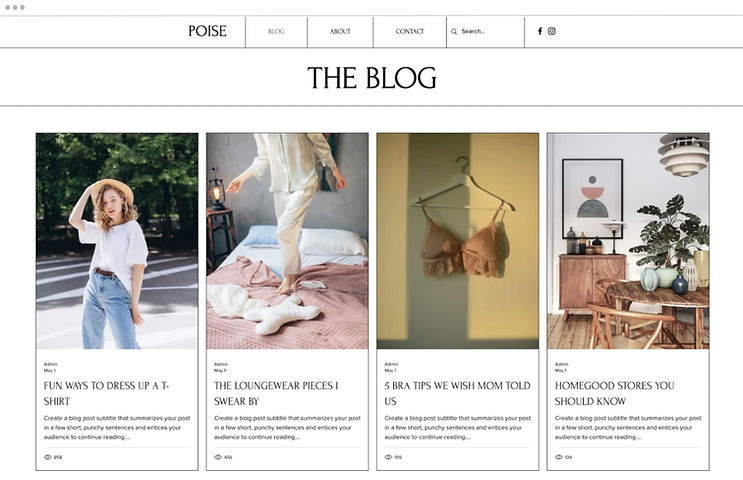 POISE
BLOG
ABOUT
CONTACT
Search...
THE BLOG
Admin
May 1
FUN WAYS TO DRESS UP A T-
SHIRT
Create a blog post subtitle that summarizes your post
in a few short, punchy sentences and entices your
audience to continue reading....
858
Admin
May 1
THE LOUNGEWEAR PIECES I
SWEAR BY
Create a blog post subtitle that summarizes your post
in a few short, punchy sentences and entices your
audience to continue reading....
456
Admin
May 1
5 BRA TIPS WE WISH MOM TOLD
US
Create a blog post subtitle that summarizes your post
in a few short, punchy sentences and entices your
audience to continue reading....
199
Admin
May 1
HOMEGOOD STORES YOU
SHOULD KNOW
Create a blog post subtitle that summarizes your post
in a few short, punchy sentences and entices your
audience to continue reading....
139